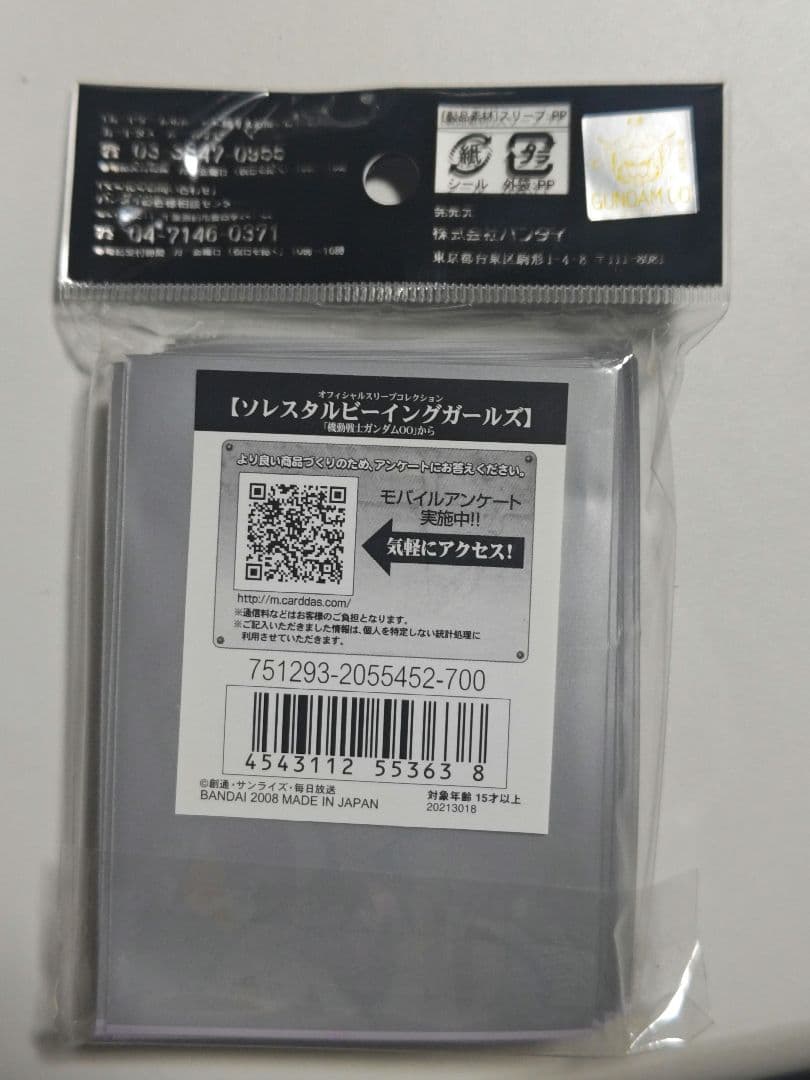 [製品素材]スリーブ:PP
紙
プラ
シール
外袋:PP
GUNDAM OO
発売元
株式会社バンダイ
東京都台東区駒形1-4-8 〒111-8081
☎ 04-7146-0371
オフィシャルスリーブコレクション
【ソレスタルビーイングガールズ】
「機動戦士ガンダムOO」から
より良い商品づくりのため、アンケートにお答えください。
モバイルアンケート
実施中!!
気軽にアクセス!
http://m.carddas.com/
※通信料などはお客様のご負担となります。
※ご記入いただきました情報は、個人を特定しない統計処理に
利用させていただきます。
751293-2055452-700
4543112 55363 8
©創通・サンライズ・毎日放送
BANDAI 2008 MADE IN JAPAN
対象年齢 15才以上
20213018